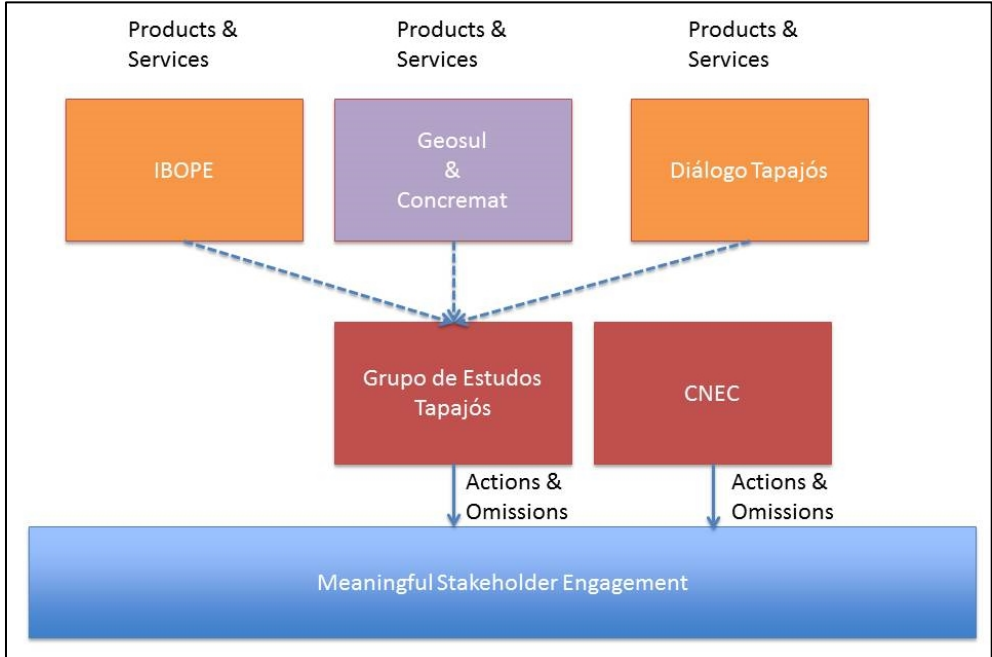 Products &
Services
Products &
Services
Products &
Services
IBOPE
Geosul
&
Concremat
Diálogo Tapajós
Grupo de Estudos
Tapajós
CNEC
Actions &
Omissions
Actions &
Omissions
Meaningful Stakeholder Engagement